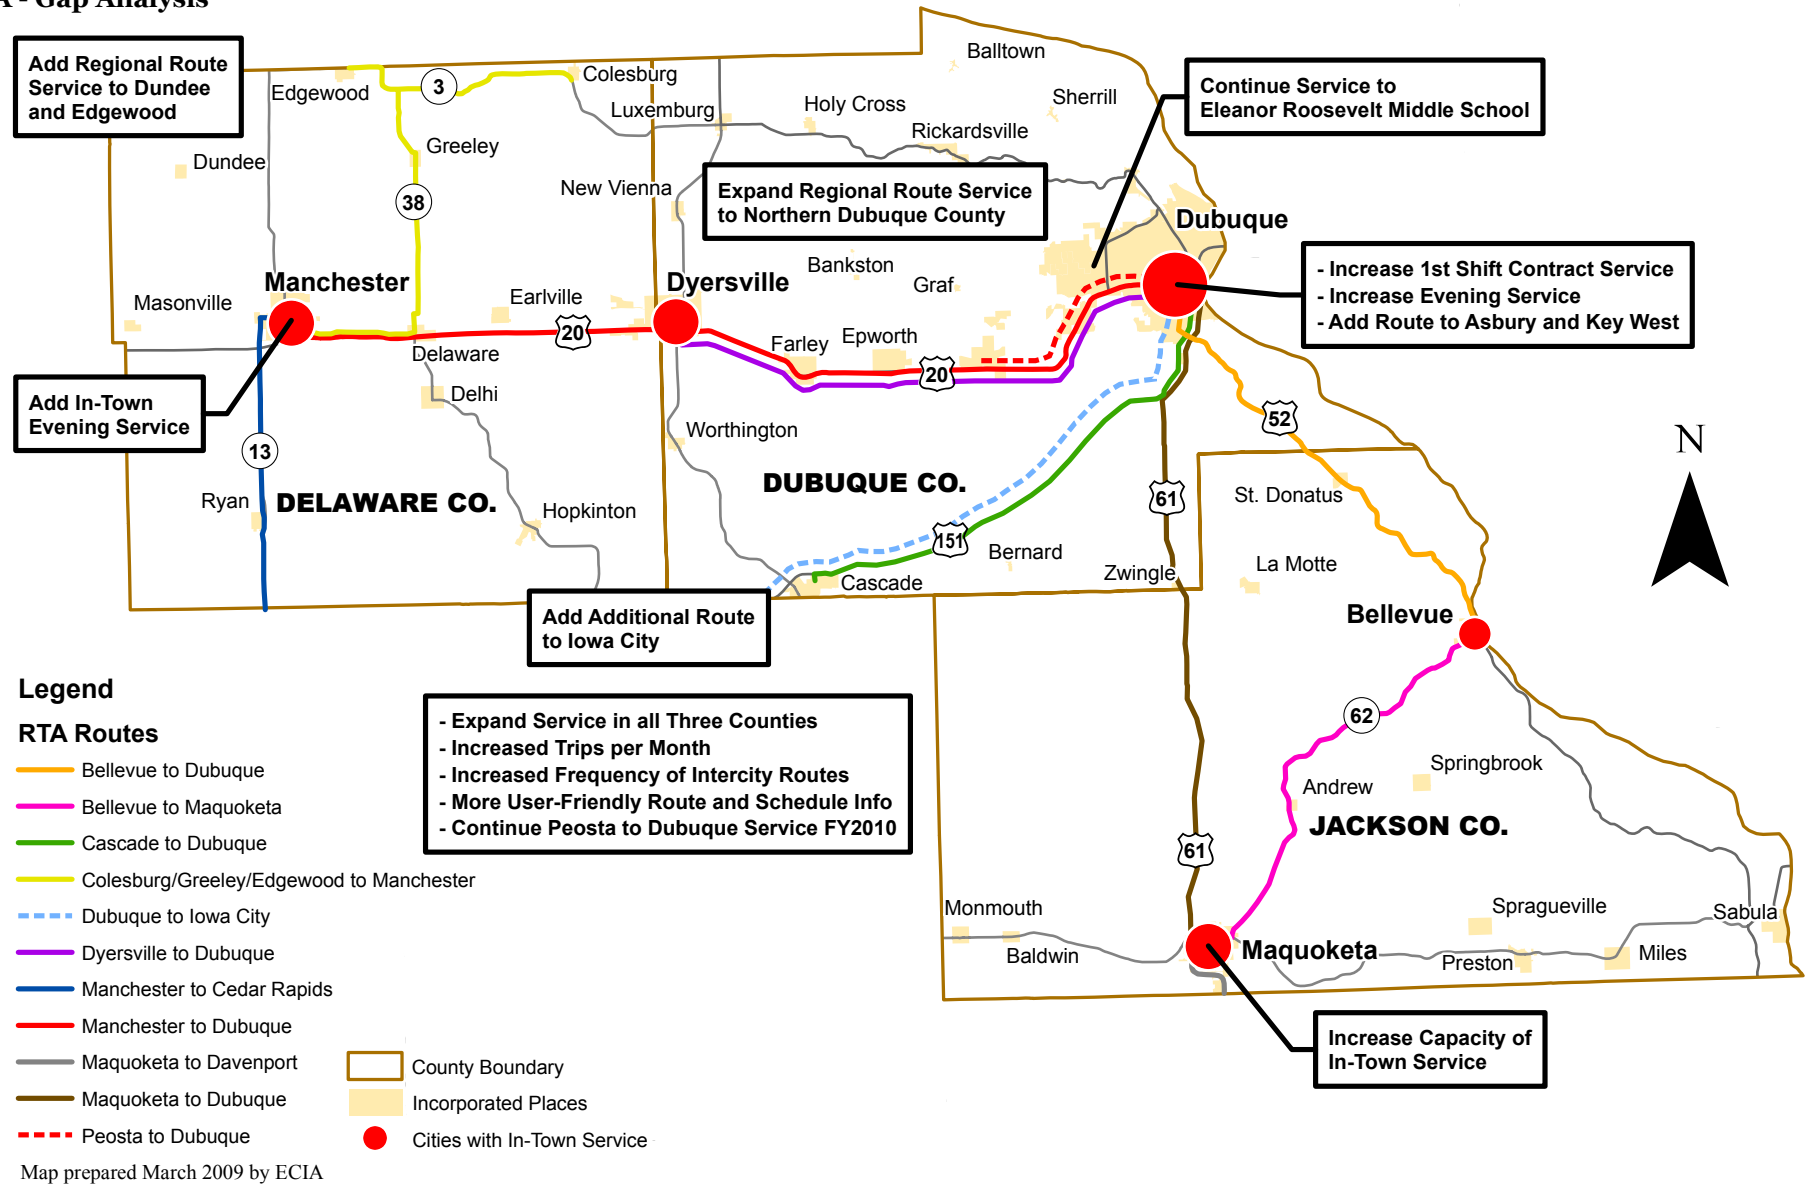 A - Gap Analysis
Add Regional Route
Service to Dundee
and Edgewood
Edgewood
3
Colesburg
Luxemburg
Balltown
Holy Cross
Sherrill
Rickardsville
Continue Service to
Eleanor Roosevelt Middle School
Dundee
Greeley
38
New Vienna
Expand Regional Route Service
to Northern Dubuque County
Dubuque
Manchester
Masonville
Earlville
Dyersville
Bankston
Graf
- Increase 1st Shift Contract Service
- Increase Evening Service
- Add Route to Asbury and Key West
20
Delaware
Farley
Epworth
20
Add In-Town
Evening Service
Delhi
13
Worthington
52
N
Ryan
DELAWARE CO.
Hopkinton
DUBUQUE CO.
61
St. Donatus
151
Bernard
Cascade
Zwingle
La Motte
Bellevue
Add Additional Route
to Iowa City
- Expand Service in all Three Counties
- Increased Trips per Month
- Increased Frequency of Intercity Routes
- More User-Friendly Route and Schedule Info
- Continue Peosta to Dubuque Service FY2010
62
Springbrook
Andrew
JACKSON CO.
61
Monmouth
Baldwin
Maquoketa
Spragueville
Preston
Miles
Sabula
Increase Capacity of
In-Town Service
Legend
RTA Routes
Bellevue to Dubuque
Bellevue to Maquoketa
Cascade to Dubuque
Colesburg/Greeley/Edgewood to Manchester
Dubuque to Iowa City
Dyersville to Dubuque
Manchester to Cedar Rapids
Manchester to Dubuque
Maquoketa to Davenport
Maquoketa to Dubuque
Peosta to Dubuque
County Boundary
Incorporated Places
Cities with In-Town Service
Map prepared March 2009 by ECIA